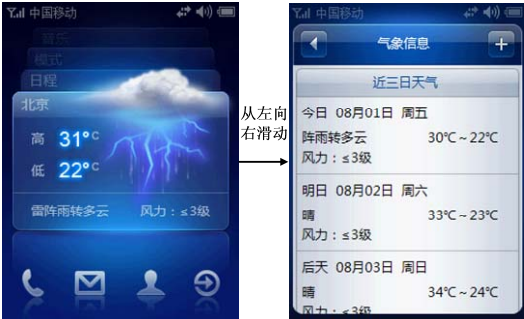 中国移动
音乐
模式
日程
北京
高 31°C
低 22°C
雷阵雨转多云 风力：≤3级
从左向
右滑动
中国移动
气象信息
近三日天气
今日 08月01日 周五
阵雨转多云 30℃～22℃
风力：≤3级
明日 08月02日 周六
晴 33℃～23℃
风力：≤3级
后天 08月03日 周日
晴 34℃～24℃
风力：≤3级